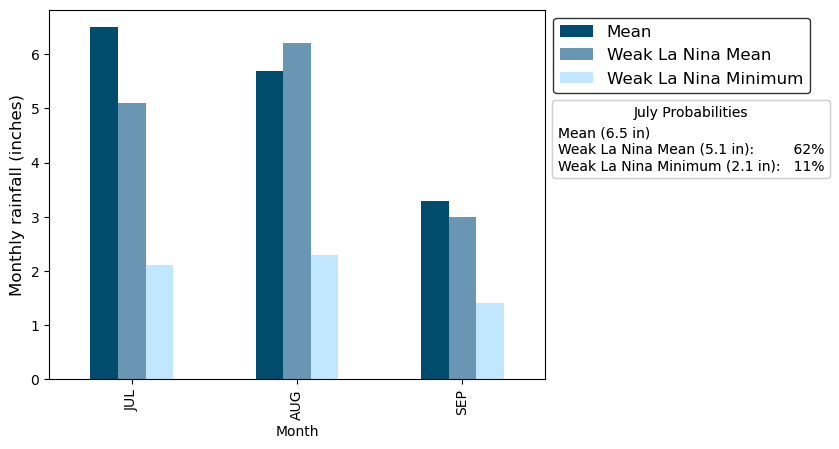 Mean
Weak La Nina Mean
Weak La Nina Minimum
July Probabilities
Mean (6.5 in)
Weak La Nina Mean (5.1 in): 62%
Weak La Nina Minimum (2.1 in): 11%
Monthly rainfall (inches)
6
5
4
3
2
1
0
JUL
AUG
SEP
Month